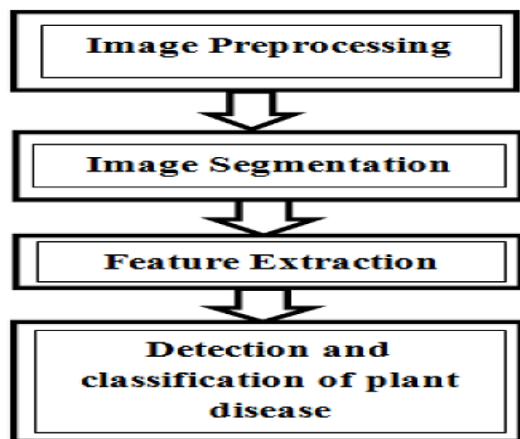 Image Preprocessing
Image Segmentation
Feature Extraction
Detection and
classification of plant
disease